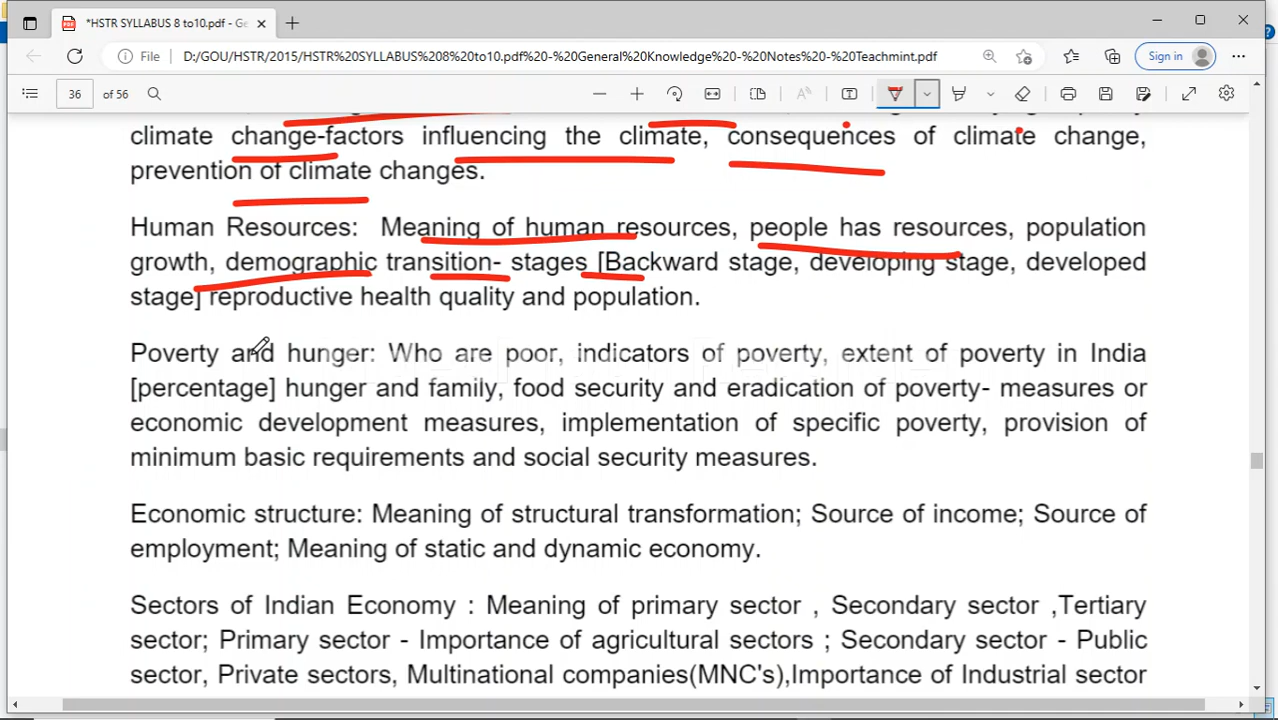 *HSTR SYLLABUS 8 to10.pdf - Ge
File D:/GOU/HSTR/2015/HSTR%20SYLLABUS%208%20to10.pdf%20-%20General%20Knowledge%20-%20Notes%20-%20Teachmint.pdf Sign in
36 of 56
climate change-factors influencing the climate, consequences of climate change,
prevention of climate changes.
Human Resources: Meaning of human resources, people has resources, population
growth, demographic transition- stages [Backward stage, developing stage, developed
stage] reproductive health quality and population.
Poverty and hunger: Who are poor, indicators of poverty, extent of poverty in India
[percentage] hunger and family, food security and eradication of poverty- measures or
economic development measures, implementation of specific poverty, provision of
minimum basic requirements and social security measures.
Economic structure: Meaning of structural transformation; Source of income; Source of
employment; Meaning of static and dynamic economy.
Sectors of Indian Economy : Meaning of primary sector , Secondary sector ,Tertiary
sector; Primary sector - Importance of agricultural sectors ; Secondary sector - Public
sector, Private sectors, Multinational companies(MNC's),Importance of Industrial sector